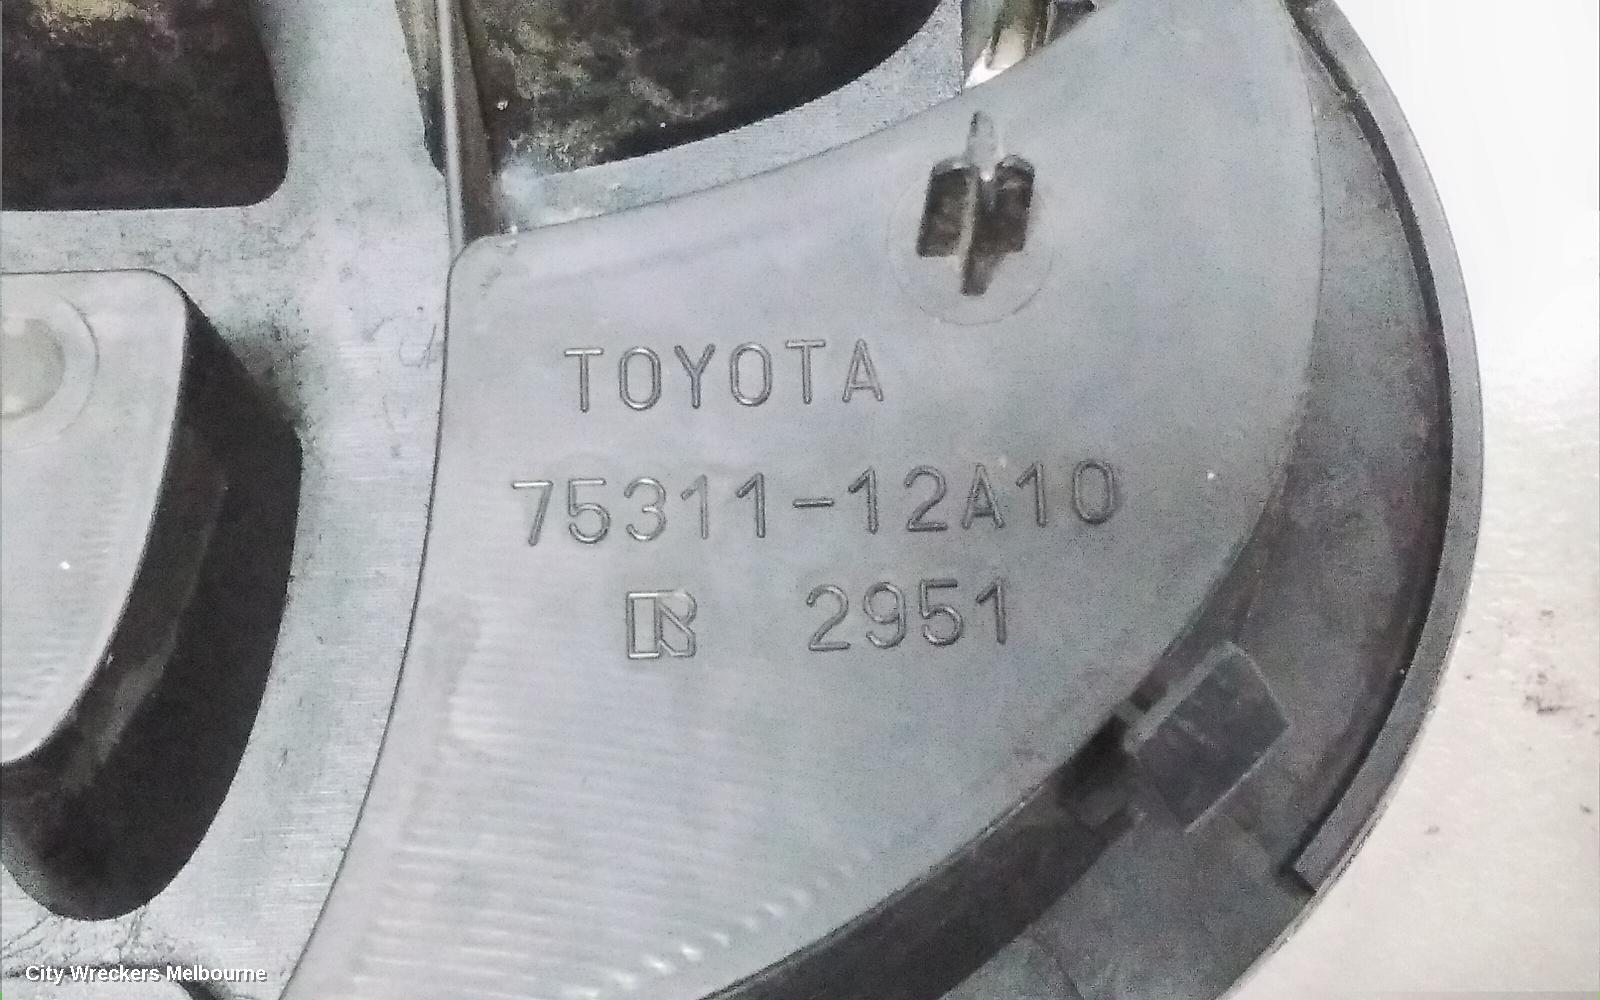 TOYOTA
75311-12A10
R 2951
City Wreckers Melbourne